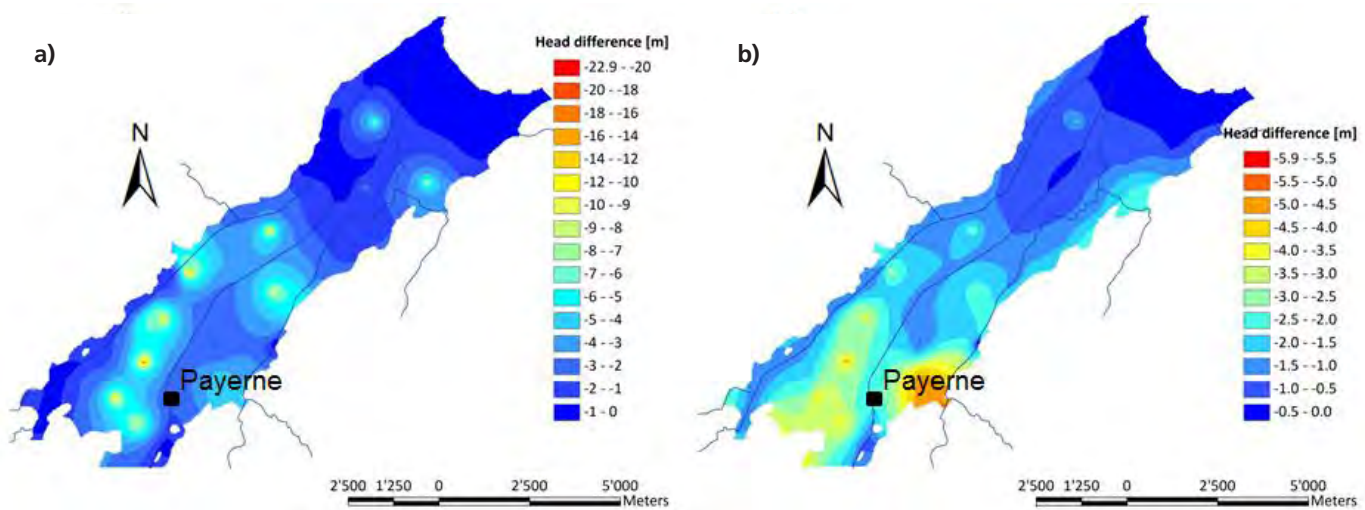 a)
Head difference [m]
-22.9 - -20
-20 - -18
-18 - -16
-16 - -14
-14 - -12
-12 - -10
-10 - -9
-9 - -8
-8 - -7
-7 - -6
-6 - -5
-5 - -4
-4 - -3
-3 - -2
-2 - -1
-1 - 0
N
Payerne
2'500 1'250 0 2'500 5'000
Meters
b)
Head difference [m]
-5.9 - -5.5
-5.5 - -5.0
-5.0 - -4.5
-4.5 - -4.0
-4.0 - -3.5
-3.5 - -3.0
-3.0 - -2.5
-2.5 - -2.0
-2.0 - -1.5
-1.5 - -1.0
-1.0 - -0.5
-0.5 - 0.0
N
Payerne
2'500 1'250 0 2'500 5'000
Meters